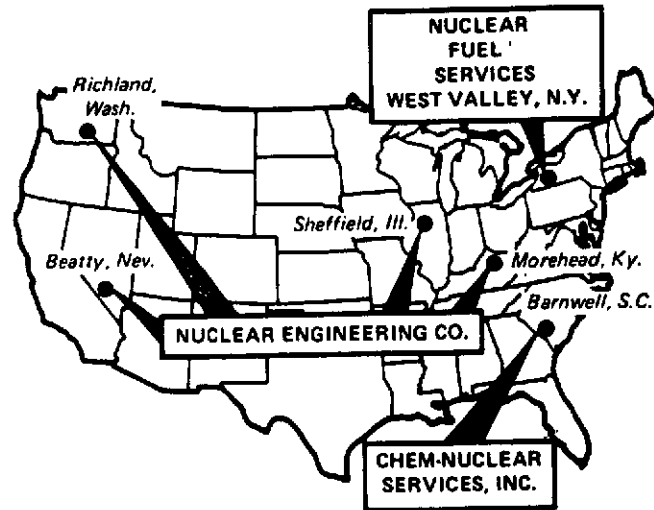 NUCLEAR
FUEL
SERVICES
WEST VALLEY, N.Y.
Richland,
Wash.
Sheffield, Ill.
Beatty, Nev.
Morehead, Ky.
Barnwell, S.C.
NUCLEAR ENGINEERING CO.
CHEM-NUCLEAR
SERVICES, INC.